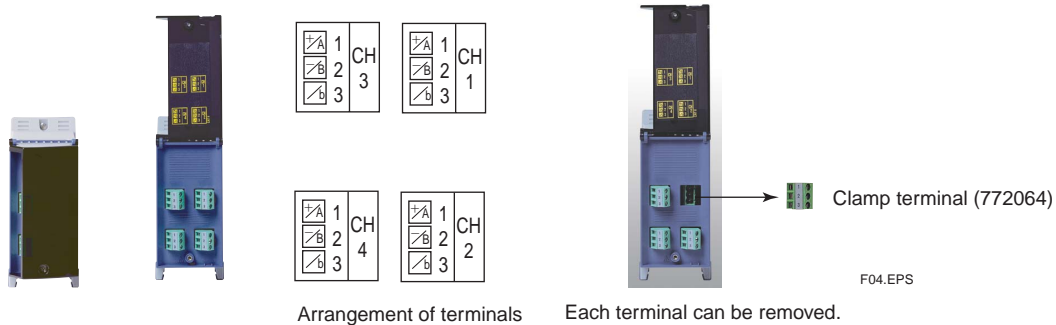 +/A 1
-/B 2
/b 3
CH 3
+/A 1
-/B 2
/b 3
CH 1
+/A 1
-/B 2
/b 3
CH 4
+/A 1
-/B 2
/b 3
CH 2
Arrangement of terminals
Clamp terminal (772064)
F04.EPS
Each terminal can be removed.